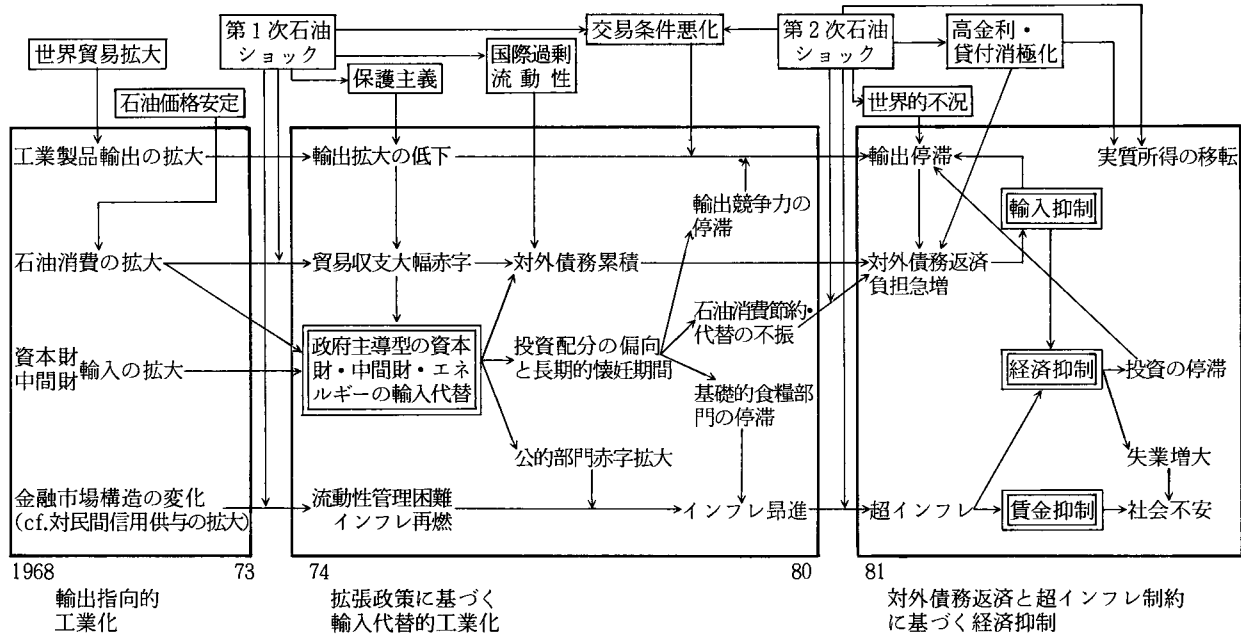 世界貿易拡大
石油価格安定
第1次石油
ショック
保護主義
国際過剰
流動性
交易条件悪化
第2次石油
ショック
高金利・
貸付消極化
世界的不況
工業製品輸出の拡大
石油消費の拡大
資本財
中間財
輸入の拡大
金融市場構造の変化
(cf.対民間信用供与の拡大)
輸出拡大の低下
貿易収支大幅赤字
政府主導型の資本
財・中間財・エネ
ルギーの輸入代替
流動性管理困難
インフレ再燃
対外債務累積
投資配分の偏向
と長期的懐妊期間
公的部門赤字拡大
輸出競争力の
停滞
石油消費節約・
代替の不振
基礎的食糧部
門の停滞
インフレ昂進
輸出停滞
対外債務返済
負担急増
超インフレ
実質所得の移転
輸入抑制
経済抑制
投資の停滞
失業増大
賃金抑制
社会不安
1968
73
74
80
81
輸出指向的
工業化
拡張政策に基づく
輸入代替的工業化
対外債務返済と超インフレ制約
に基づく経済抑制